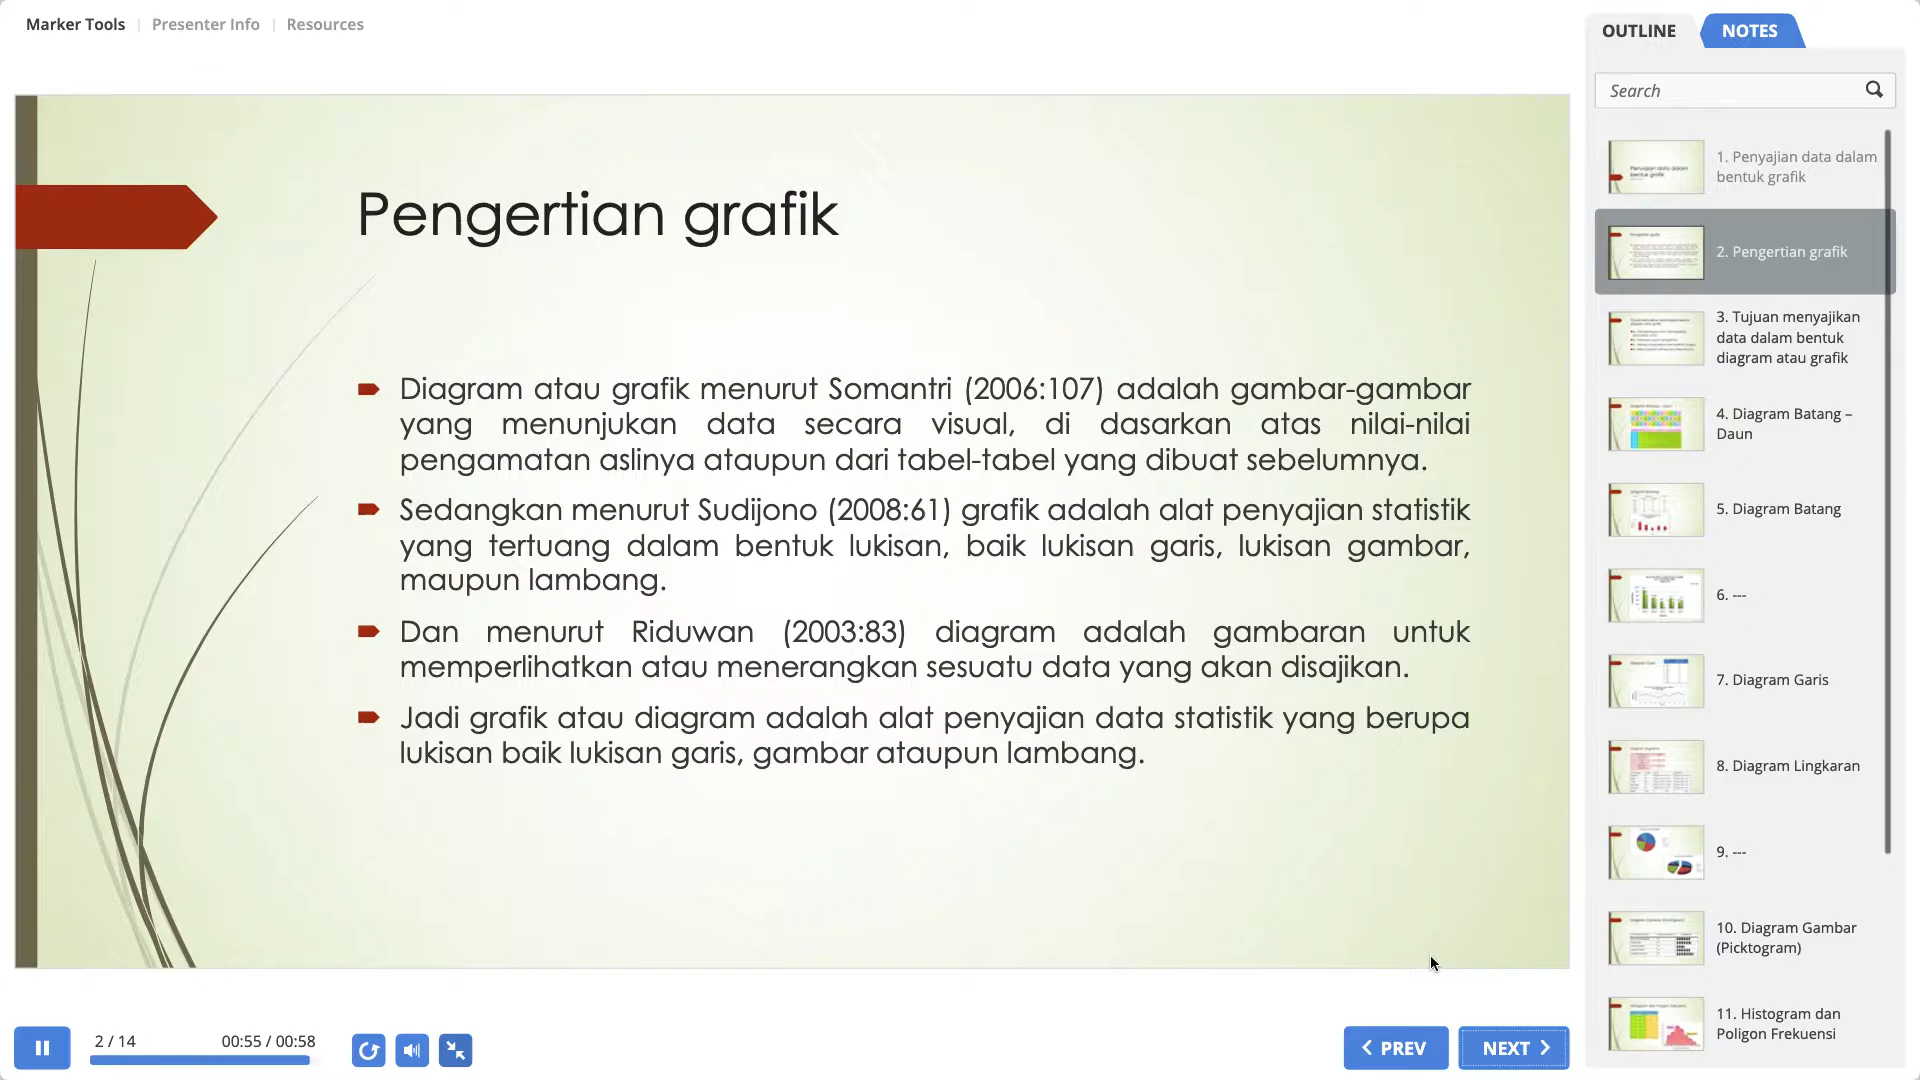 Marker Tools
Presenter Info
Resources
OUTLINE
NOTES
Search
Pengertian grafik
Diagram atau grafik menurut Somantri (2006:107) adalah gambar-gambar
yang menunjukan data secara visual, di dasarkan atas nilai-nilai
pengamatan aslinya ataupun dari tabel-tabel yang dibuat sebelumnya.
Sedangkan menurut Sudijono (2008:61) grafik adalah alat penyajian statistik
yang tertuang dalam bentuk lukisan, baik lukisan garis, lukisan gambar,
maupun lambang.
Dan menurut Riduwan (2003:83) diagram adalah gambaran untuk
memperlihatkan atau menerangkan sesuatu data yang akan disajikan.
Jadi grafik atau diagram adalah alat penyajian data statistik yang berupa
lukisan baik lukisan garis, gambar ataupun lambang.
1. Penyajian data dalam
bentuk grafik
2. Pengertian grafik
3. Tujuan menyajikan
data dalam bentuk
diagram atau grafik
4. Diagram Batang –
Daun
5. Diagram Batang
6. ---
7. Diagram Garis
8. Diagram Lingkaran
9. ---
10. Diagram Gambar
(Picktogram)
11. Histogram dan
Poligon Frekuensi
2 / 14
00:55 / 00:58
PREV
NEXT